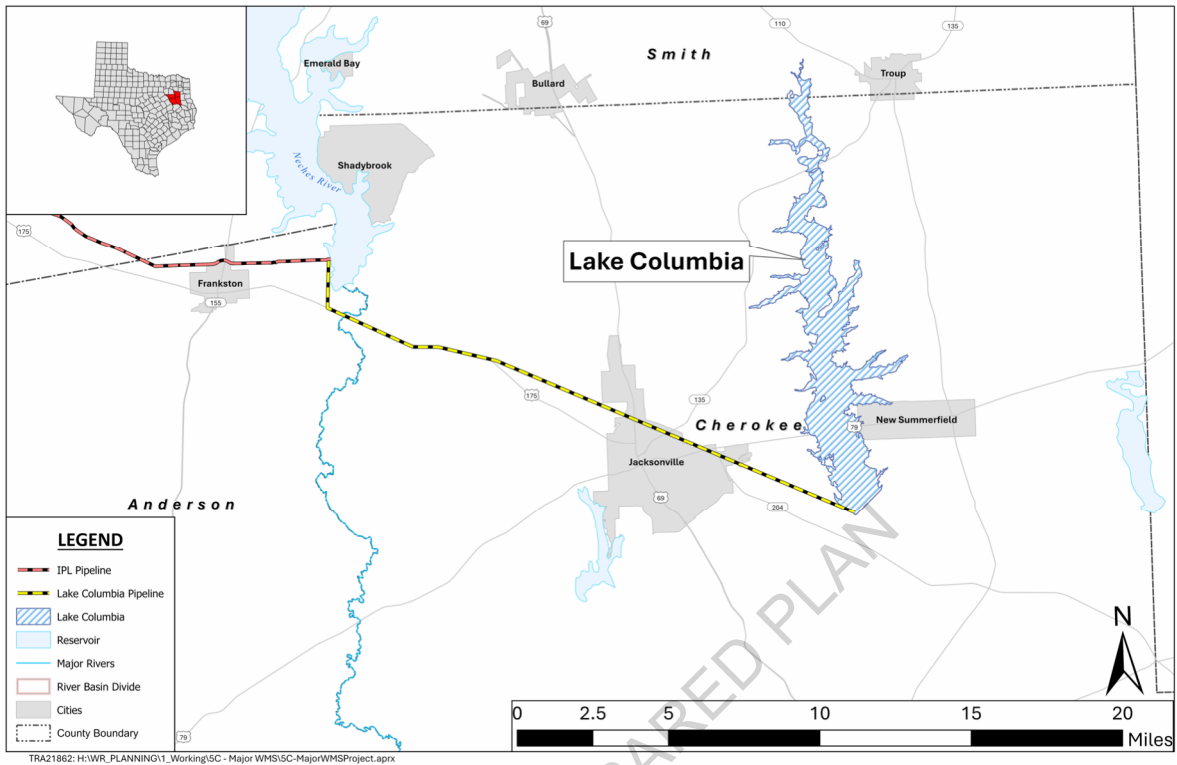 69
110
135
Smith
Emerald Bay
Bullard
Troup
Shadybrook
Neches River
175
Lake Columbia
Frankston
155
175
135
Cherokee
79
New Summerfield
Jacksonville
69
204
Anderson
LEGEND
IPL Pipeline
Lake Columbia Pipeline
Lake Columbia
Reservoir
Major Rivers
River Basin Divide
Cities
County Boundary
79
ARED PLAN
N
0 2.5 5 10 15 20
Miles
TRA21862: H:\WR_PLANNING\1_Working\5C - Major WMS\5C-MajorWMSProject.aprx